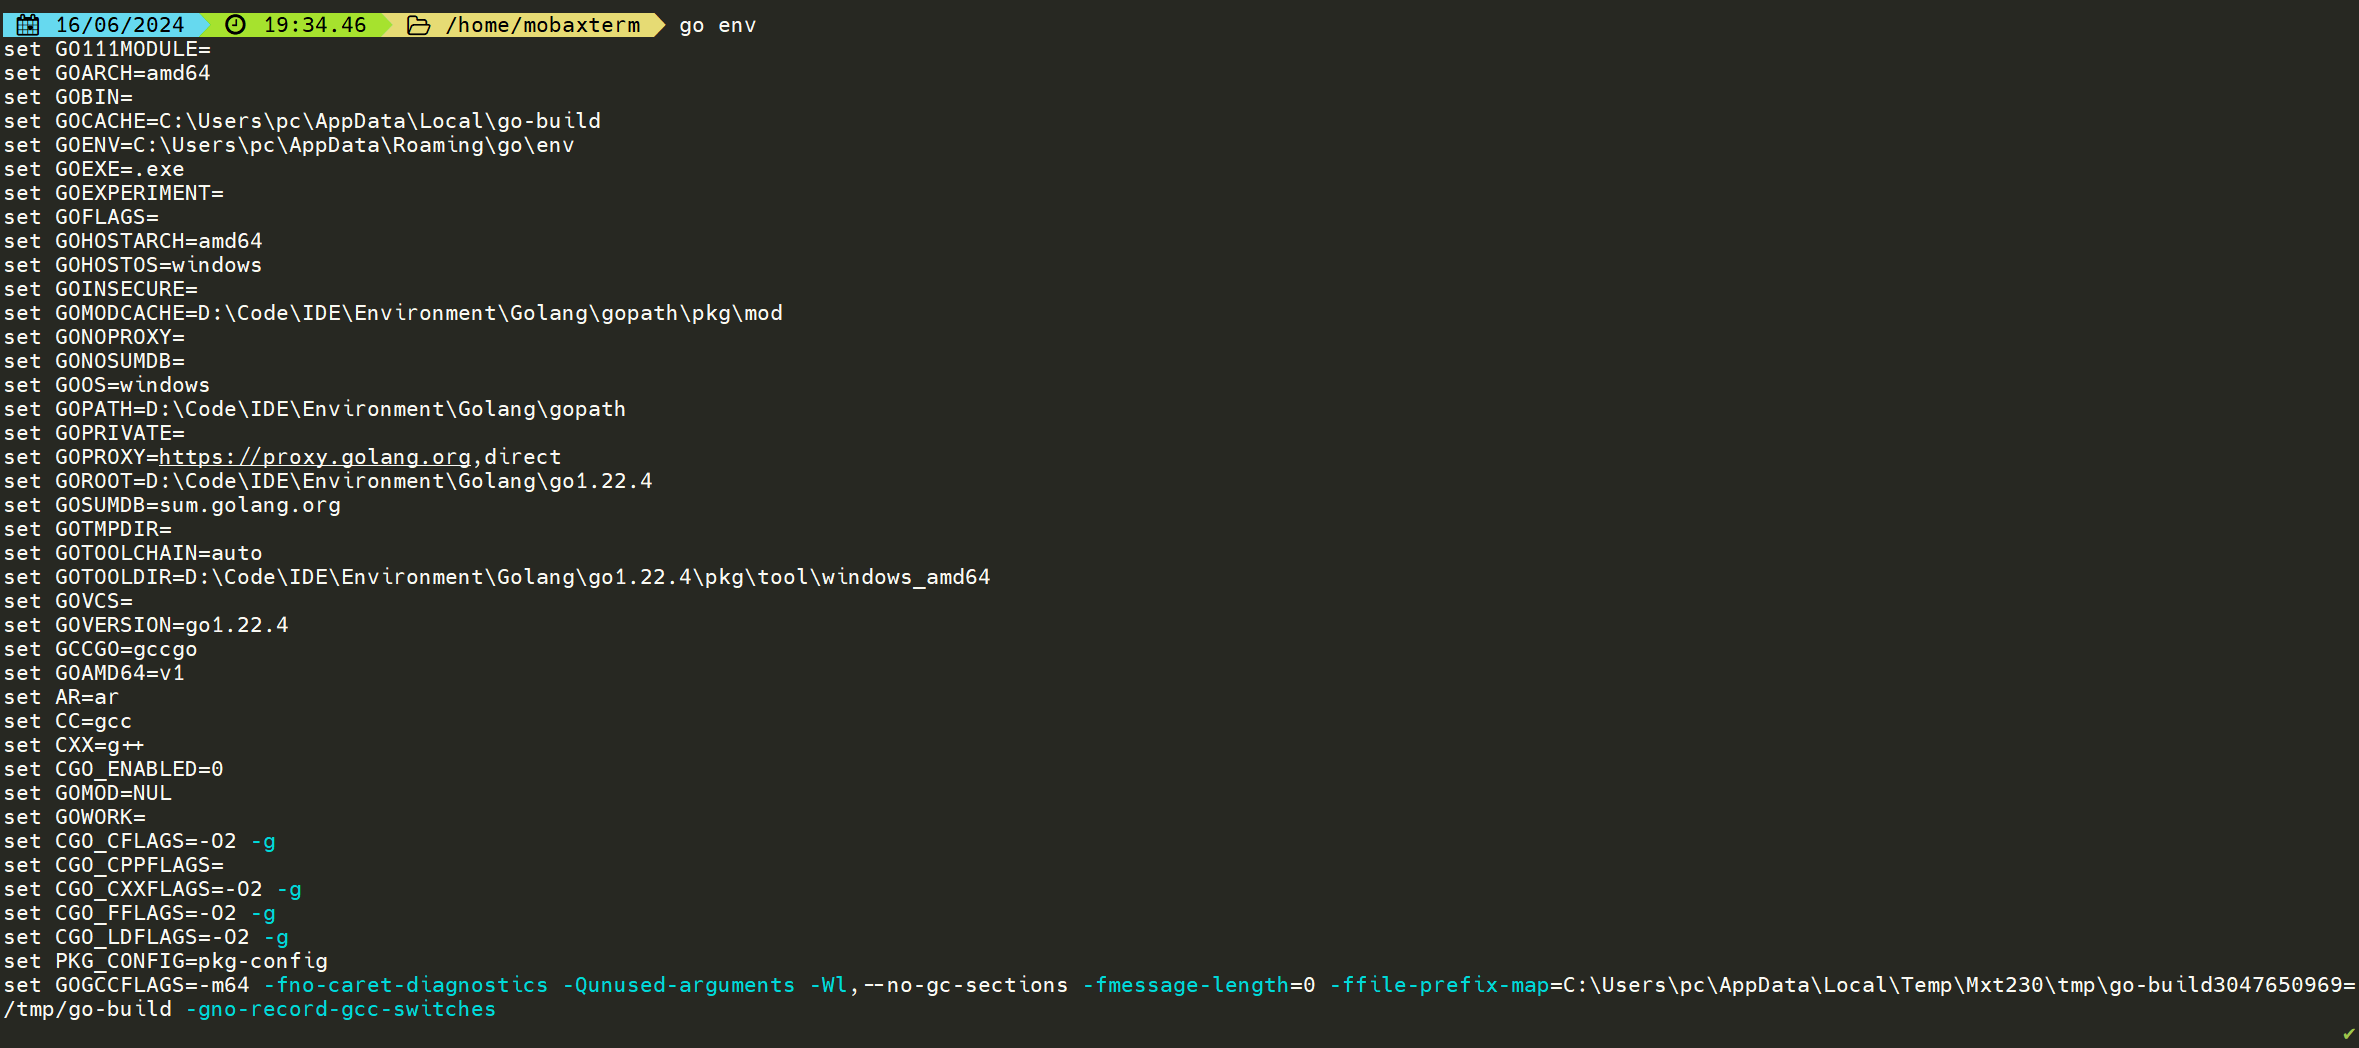 16/06/2024 19:34.46 /home/mobaxterm go env
set GO111MODULE=
set GOARCH=amd64
set GOBIN=
set GOCACHE=C:\Users\pc\AppData\Local\go-build
set GOENV=C:\Users\pc\AppData\Roaming\go\env
set GOEXE=.exe
set GOEXPERIMENT=
set GOFLAGS=
set GOHOSTARCH=amd64
set GOHOSTOS=windows
set GOINSECURE=
set GOMODCACHE=D:\Code\IDE\Environment\Golang\gopath\pkg\mod
set GONOPROXY=
set GONOSUMDB=
set GOOS=windows
set GOPATH=D:\Code\IDE\Environment\Golang\gopath
set GOPRIVATE=
set GOPROXY=https://proxy.golang.org,direct
set GOROOT=D:\Code\IDE\Environment\Golang\go1.22.4
set GOSUMDB=sum.golang.org
set GOTMPDIR=
set GOTOOLCHAIN=auto
set GOTOOLDIR=D:\Code\IDE\Environment\Golang\go1.22.4\pkg\tool\windows_amd64
set GOVCS=
set GOVERSION=go1.22.4
set GCCGO=gccgo
set GOAMD64=v1
set AR=ar
set CC=gcc
set CXX=g++
set CGO_ENABLED=0
set GOMOD=NUL
set GOWORK=
set CGO_CFLAGS=-O2 -g
set CGO_CPPFLAGS=
set CGO_CXXFLAGS=-O2 -g
set CGO_FFLAGS=-O2 -g
set CGO_LDFLAGS=-O2 -g
set PKG_CONFIG=pkg-config
set GOGCCFLAGS=-m64 -fno-caret-diagnostics -Qunused-arguments -Wl,--no-gc-sections -fmessage-length=0 -ffile-prefix-map=C:\Users\pc\AppData\Local\Temp\Mxt230\tmp\go-build3047650969=
/tmp/go-build -gno-record-gcc-switches
✔